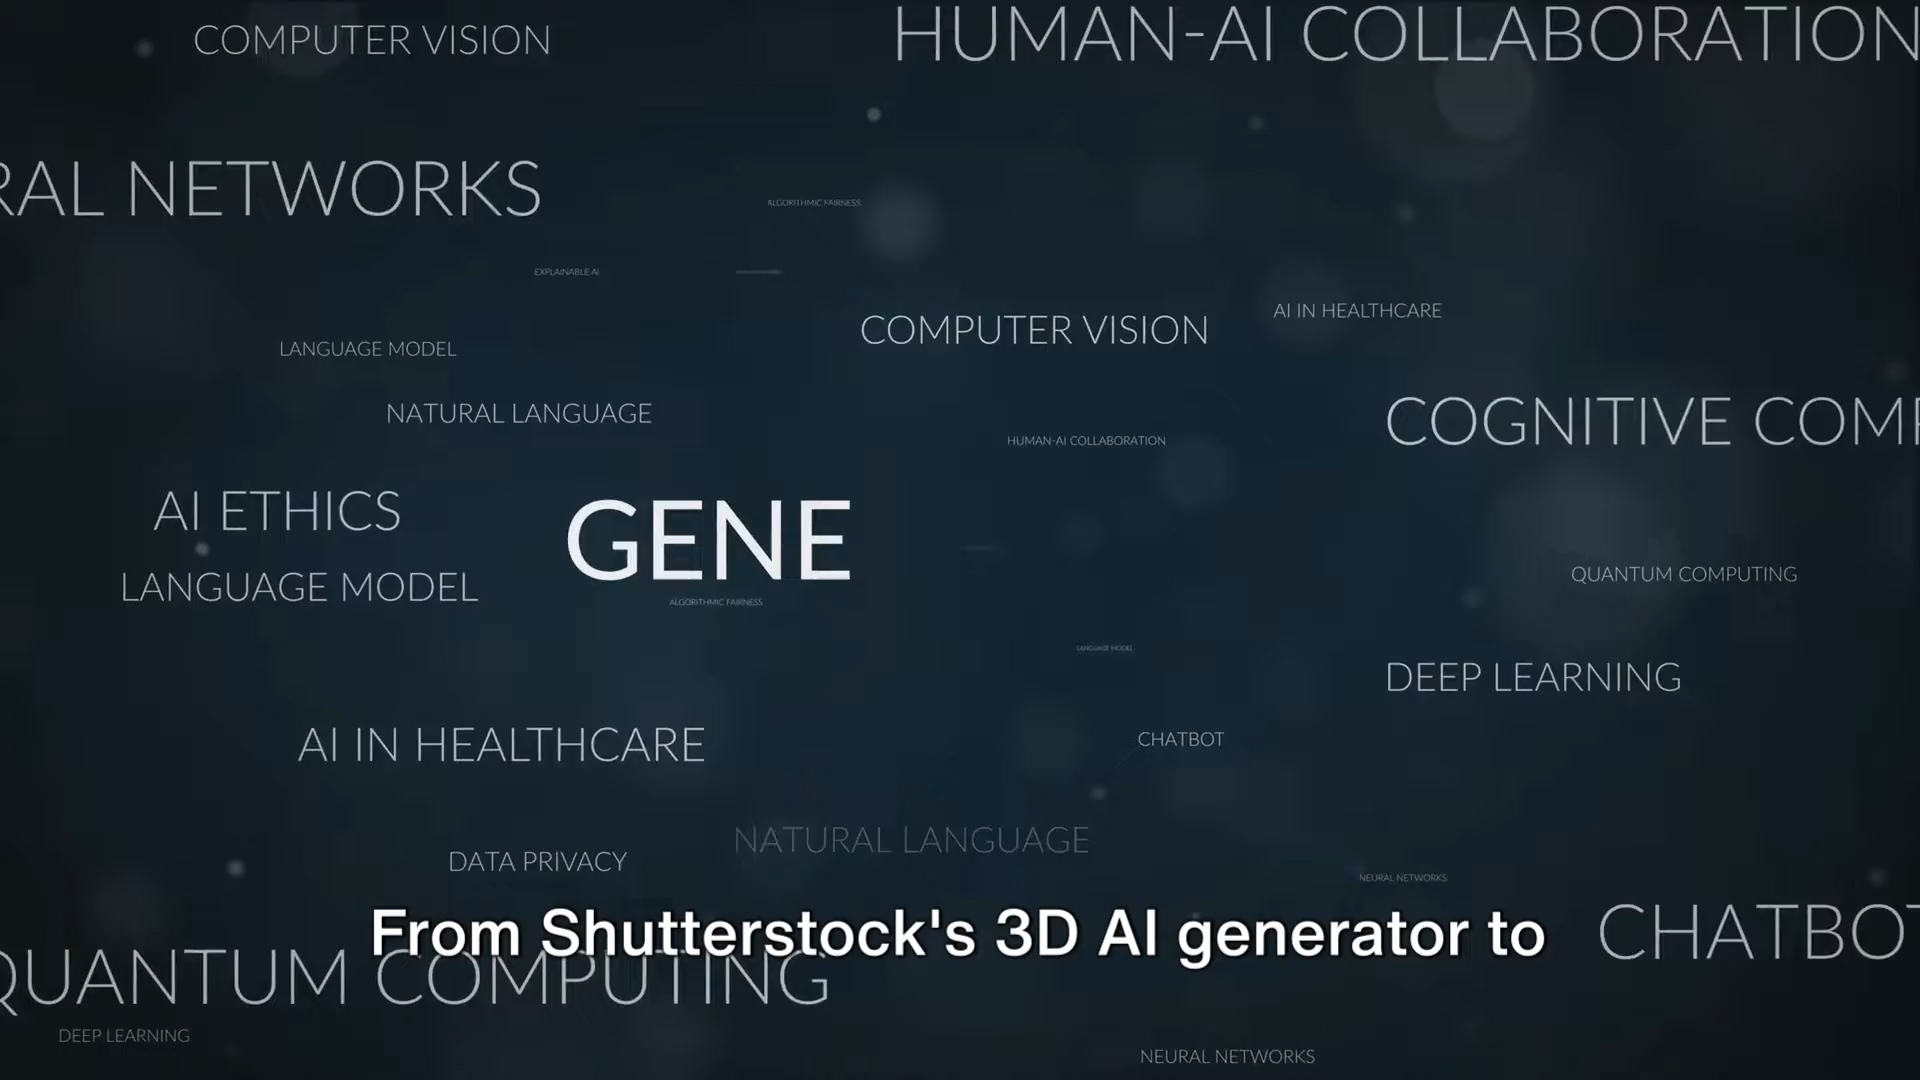 HUMAN-AI COLLABORATION
COMPUTER VISION
RAL NETWORKS
ALGORITHMIC FAIRNESS
EXPLAINABLE AI
AI IN HEALTHCARE
COMPUTER VISION
LANGUAGE MODEL
NATURAL LANGUAGE
COGNITIVE COMP
HUMAN-AI COLLABORATION
AI ETHICS
GENE
QUANTUM COMPUTING
LANGUAGE MODEL
ALGORITHMIC FAIRNESS
LANGUAGE MODEL
DEEP LEARNING
CHATBOT
AI IN HEALTHCARE
NATURAL LANGUAGE
DATA PRIVACY
NEURAL NETWORKS
From Shutterstock's 3D AI generator to
CHATBOT
QUANTUM COMPUTING
DEEP LEARNING
NEURAL NETWORKS